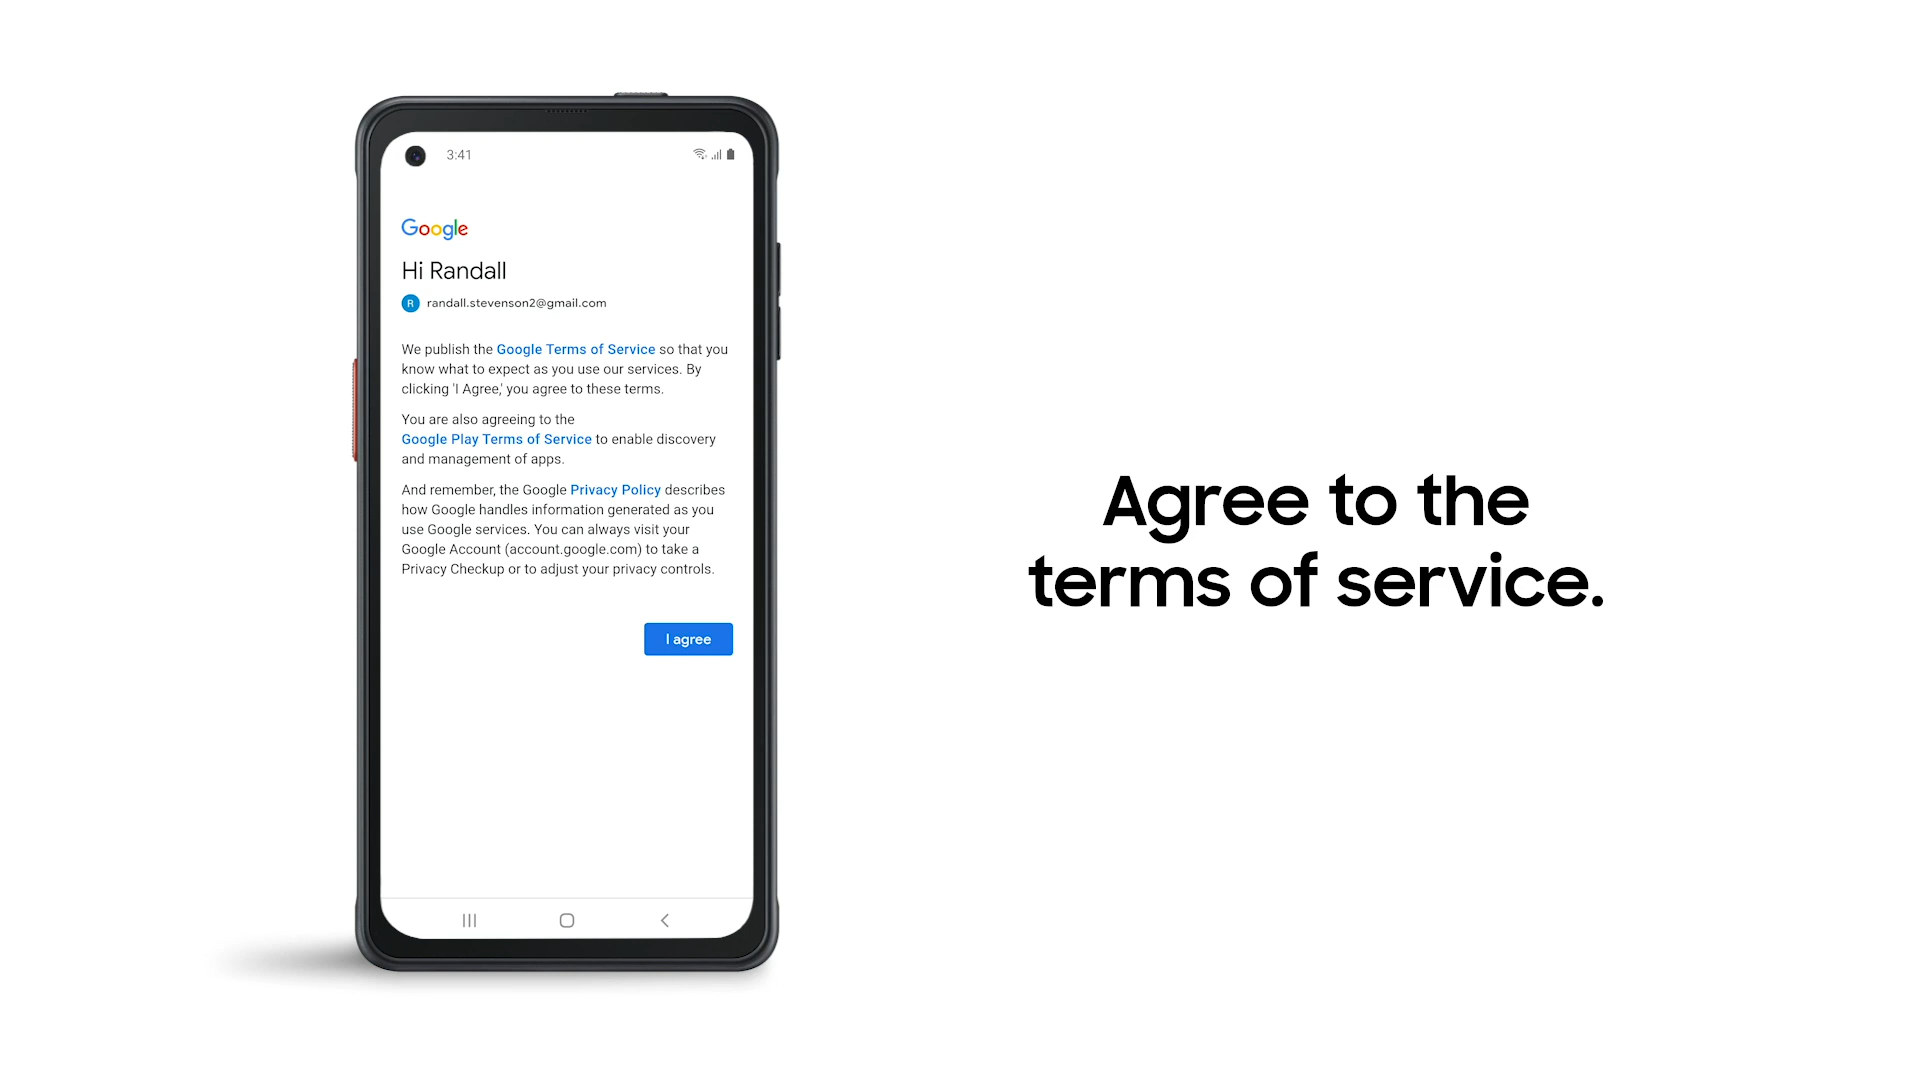 3:41
Google
Hi Randall
R randall.stevenson2@gmail.com
We publish the Google Terms of Service so that you
know what to expect as you use our services. By
clicking 'I Agree,' you agree to these terms.
You are also agreeing to the
Google Play Terms of Service to enable discovery
and management of apps.
And remember, the Google Privacy Policy describes
how Google handles information generated as you
use Google services. You can always visit your
Google Account (account.google.com) to take a
Privacy Checkup or to adjust your privacy controls.
I agree
Agree to the
terms of service.